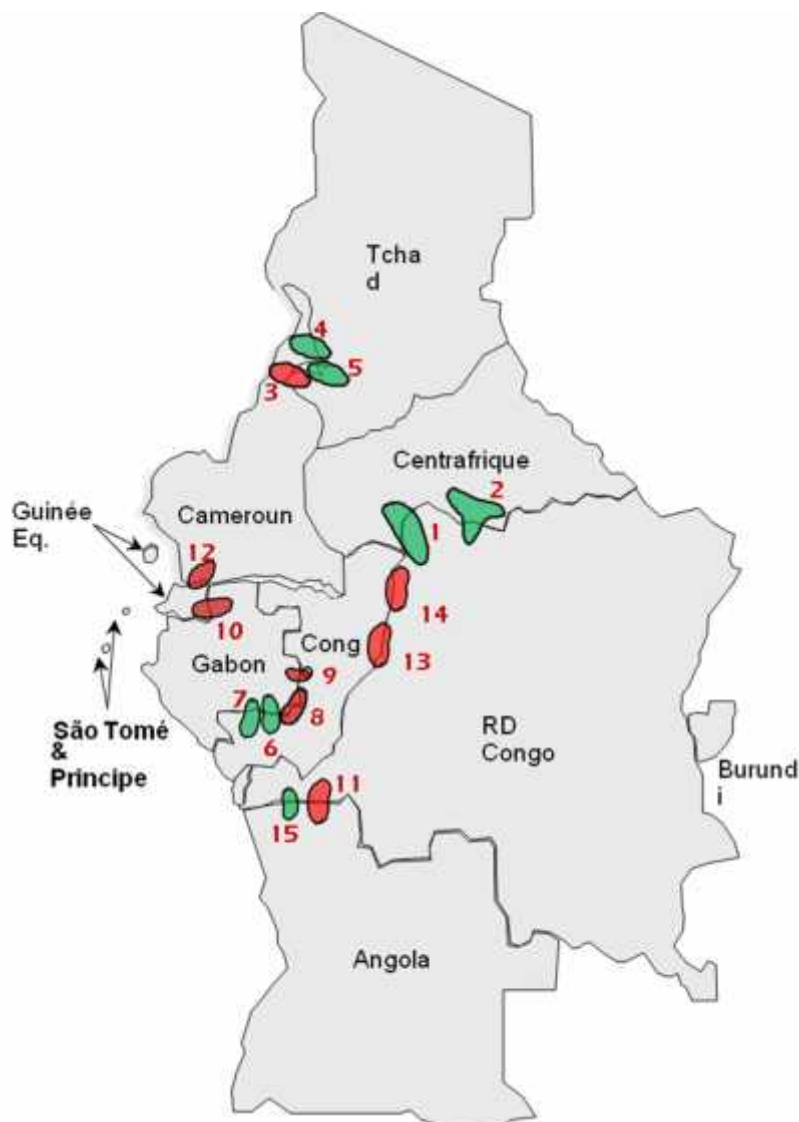 Tcha
d
4
5
3
Centrafrique
2
Guinée
Eq.
Cameroun
1
12
14
10
Cong
Gabon
13
9
7
8
São Tomé
&
Principe
6
RD
Congo
Burund
i
11
15
Angola